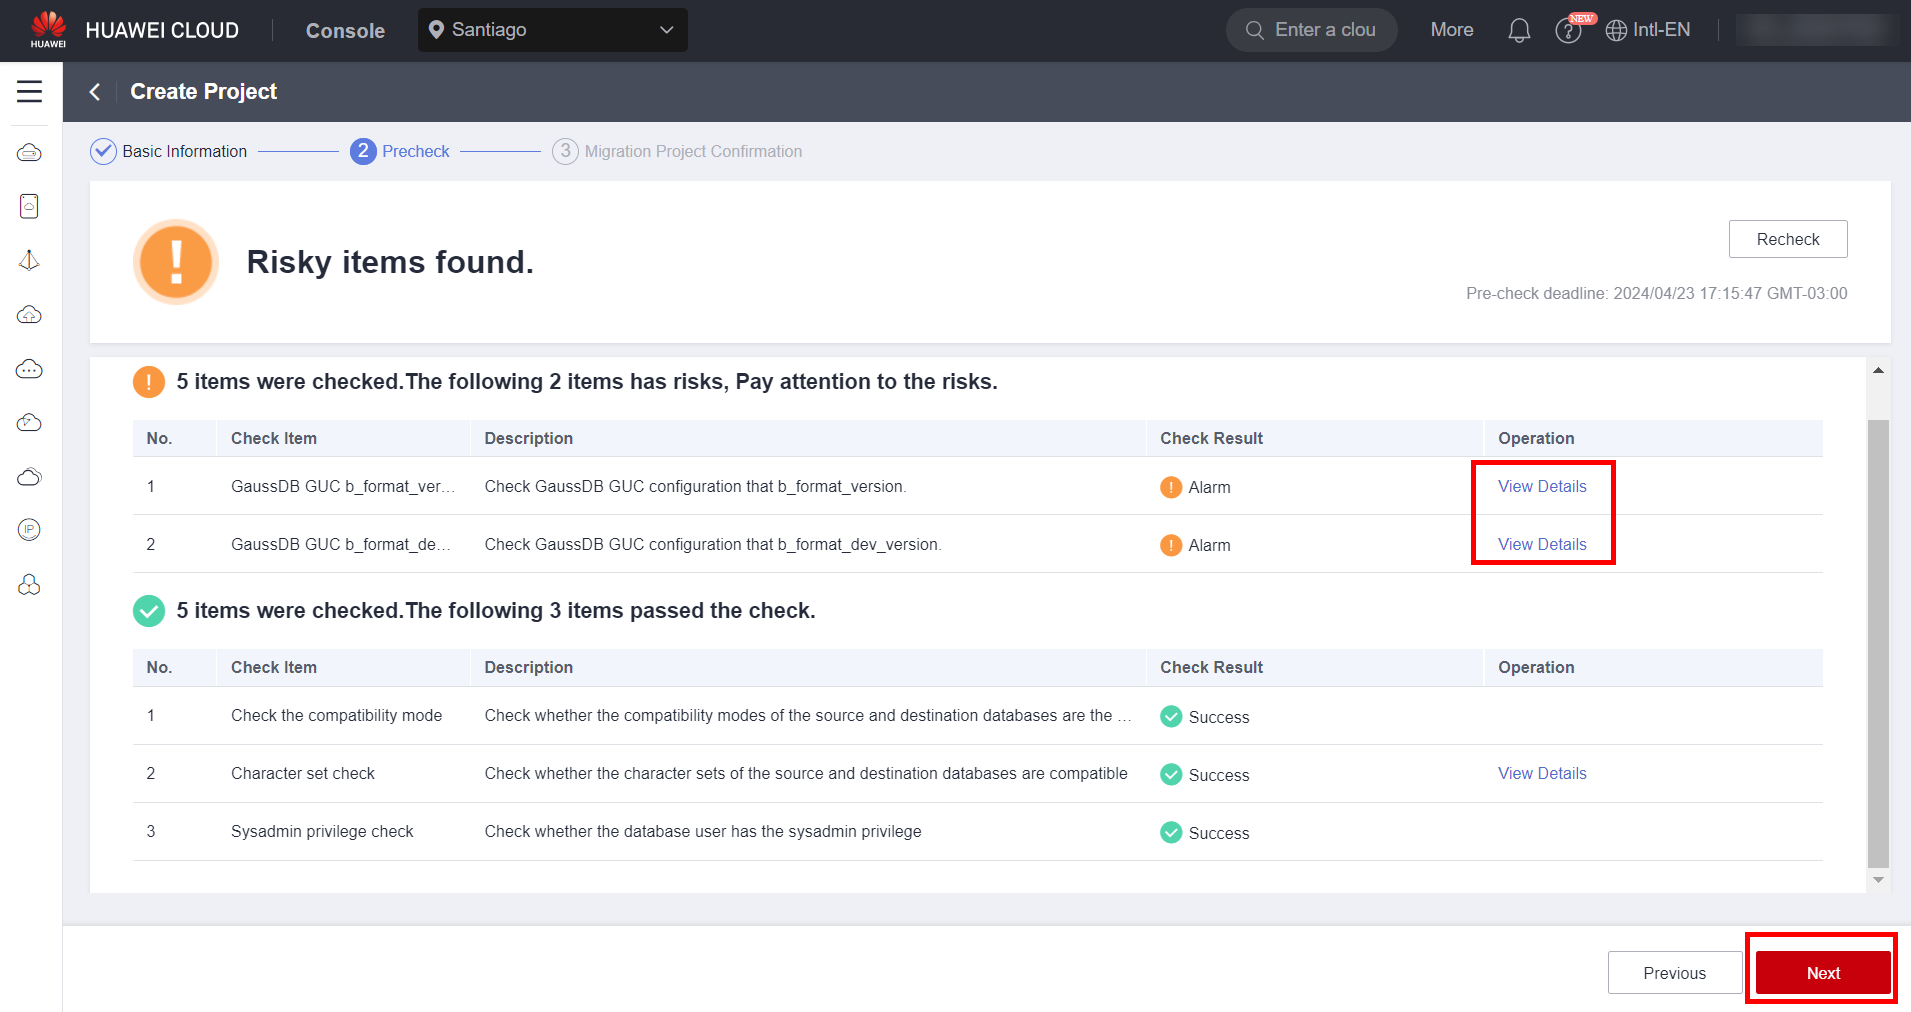 HUAWEI
HUAWEI CLOUD
Console
Santiago
Enter a clou
More
NEW
?
Intl-EN
Create Project
Basic Information
2 Precheck
3 Migration Project Confirmation
Risky items found.
Recheck
Pre-check deadline: 2024/04/23 17:15:47 GMT-03:00
5 items were checked.The following 2 items has risks, Pay attention to the risks.
No. Check Item Description Check Result Operation
1 GaussDB GUC b_format_ver... Check GaussDB GUC configuration that b_format_version. Alarm View Details
2 GaussDB GUC b_format_de... Check GaussDB GUC configuration that b_format_dev_version. Alarm View Details
5 items were checked.The following 3 items passed the check.
No. Check Item Description Check Result Operation
1 Check the compatibility mode Check whether the compatibility modes of the source and destination databases are the ... Success
2 Character set check Check whether the character sets of the source and destination databases are compatible Success View Details
3 Sysadmin privilege check Check whether the database user has the sysadmin privilege Success
IP
Previous
Next